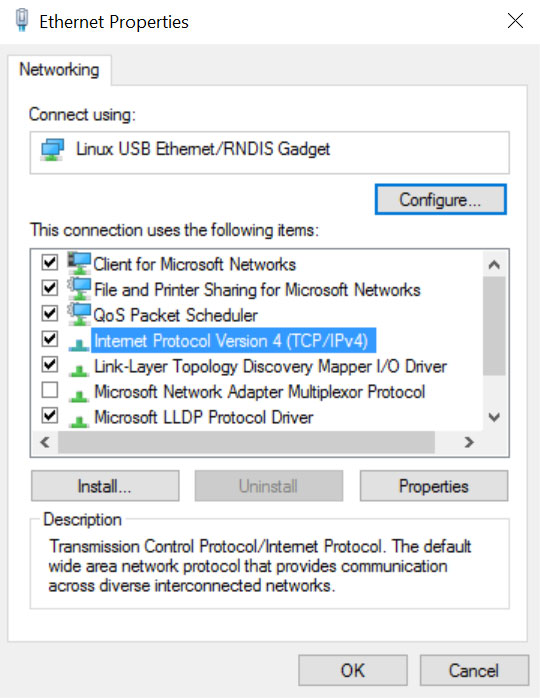 Ethernet Properties
Networking
Connect using:
Linux USB Ethernet/RNDIS Gadget
Configure...
This connection uses the following items:
Client for Microsoft Networks
File and Printer Sharing for Microsoft Networks
QoS Packet Scheduler
Internet Protocol Version 4 (TCP/IPv4)
Link-Layer Topology Discovery Mapper I/O Driver
Microsoft Network Adapter Multiplexor Protocol
Microsoft LLDP Protocol Driver
Install... Uninstall Properties
Description
Transmission Control Protocol/Internet Protocol. The default
wide area network protocol that provides communication
across diverse interconnected networks.
OK Cancel